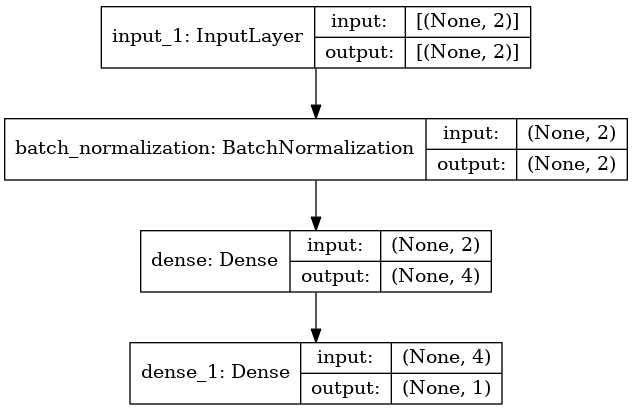 input_1: InputLayer
input:
[(None, 2)]
output:
[(None, 2)]
batch_normalization: BatchNormalization
input:
(None, 2)
output:
(None, 2)
dense: Dense
input:
(None, 2)
output:
(None, 4)
dense_1: Dense
input:
(None, 4)
output:
(None, 1)